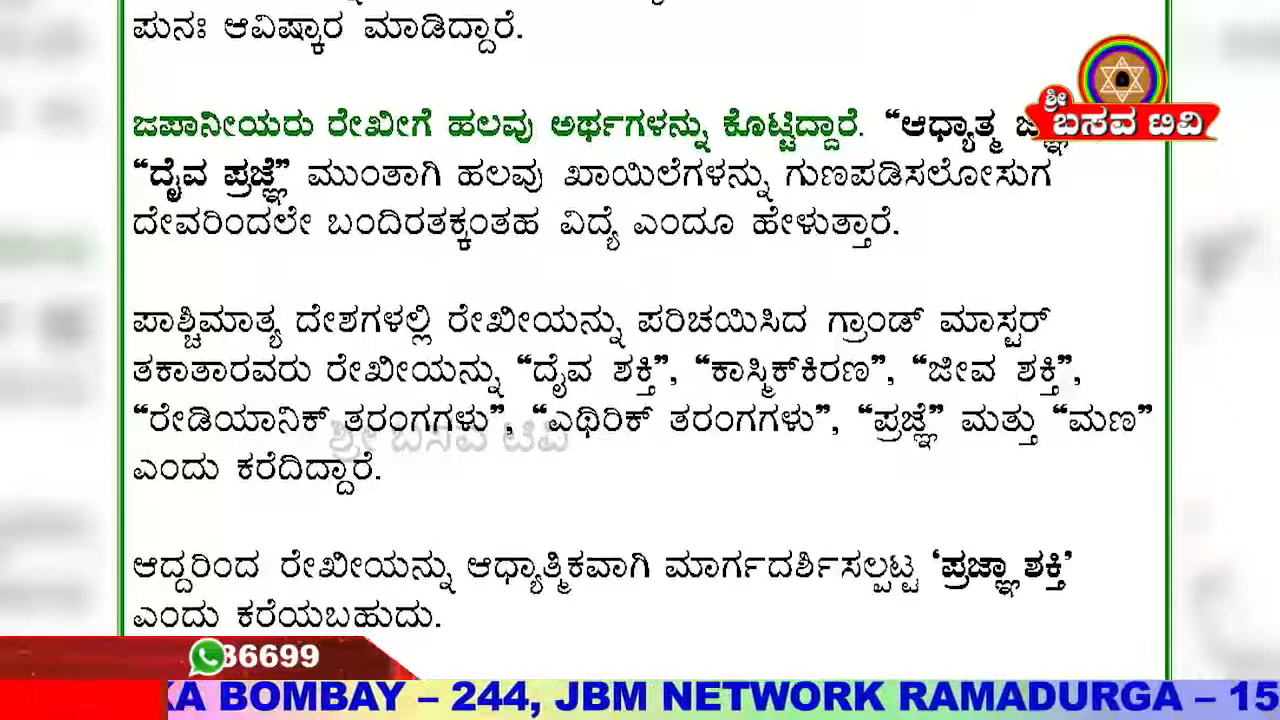 ಪುನಃ ಆವಿಷ್ಕಾರ ಮಾಡಿದ್ದಾರೆ.
ಶ್ರೀ
ಬಸವ ಟಿವಿ
ಜಪಾನೀಯರು ರೇಖೀಗೆ ಹಲವು ಅರ್ಥಗಳನ್ನು ಕೊಟ್ಟಿದ್ದಾರೆ. “ಆಧ್ಯಾತ್ಮ
“ದೈವ ಪ್ರಜ್ಞೆ” ಮುಂತಾಗಿ ಹಲವು ಖಾಯಿಲೆಗಳನ್ನು ಗುಣಪಡಿಸಲೋಸುಗ
ದೇವರಿಂದಲೇ ಬಂದಿರತಕ್ಕಂತಹ ವಿದ್ಯೆ ಎಂದೂ ಹೇಳುತ್ತಾರೆ.
ಪಾಶ್ಚಿಮಾತ್ಯ ದೇಶಗಳಲ್ಲಿ ರೇಖೀಯನ್ನು ಪರಿಚಯಿಸಿದ ಗ್ರಾಂಡ್ ಮಾಸ್ಟರ್
ತಕಾತಾರವರು ರೇಖೀಯನ್ನು “ದೈವ ಶಕ್ತಿ”, “ಕಾಸ್ಮಿಕ್‌ಕಿರಣ”, “ಜೀವ ಶಕ್ತಿ”,
“ರೇಡಿಯಾನಿಕ್ ತರಂಗಗಳು”, “ಎಥಿರಿಕ್ ತರಂಗಗಳು”, “ಪ್ರಜ್ಞೆ” ಮತ್ತು “ಮಣ”
ಶ್ರೀ ಬಸವ ಟಿವಿ
ಎಂದು ಕರೆದಿದ್ದಾರೆ.
ಆದ್ದರಿಂದ ರೇಖೀಯನ್ನು ಆಧ್ಯಾತ್ಮಿಕವಾಗಿ ಮಾರ್ಗದರ್ಶಿಸಲ್ಪಟ್ಟ ‘ಪ್ರಜ್ಞಾ ಶಕ್ತಿ’
ಎಂದು ಕರೆಯಬಹುದು.
36699
KA BOMBAY – 244, JBM NETWORK RAMADURGA – 15